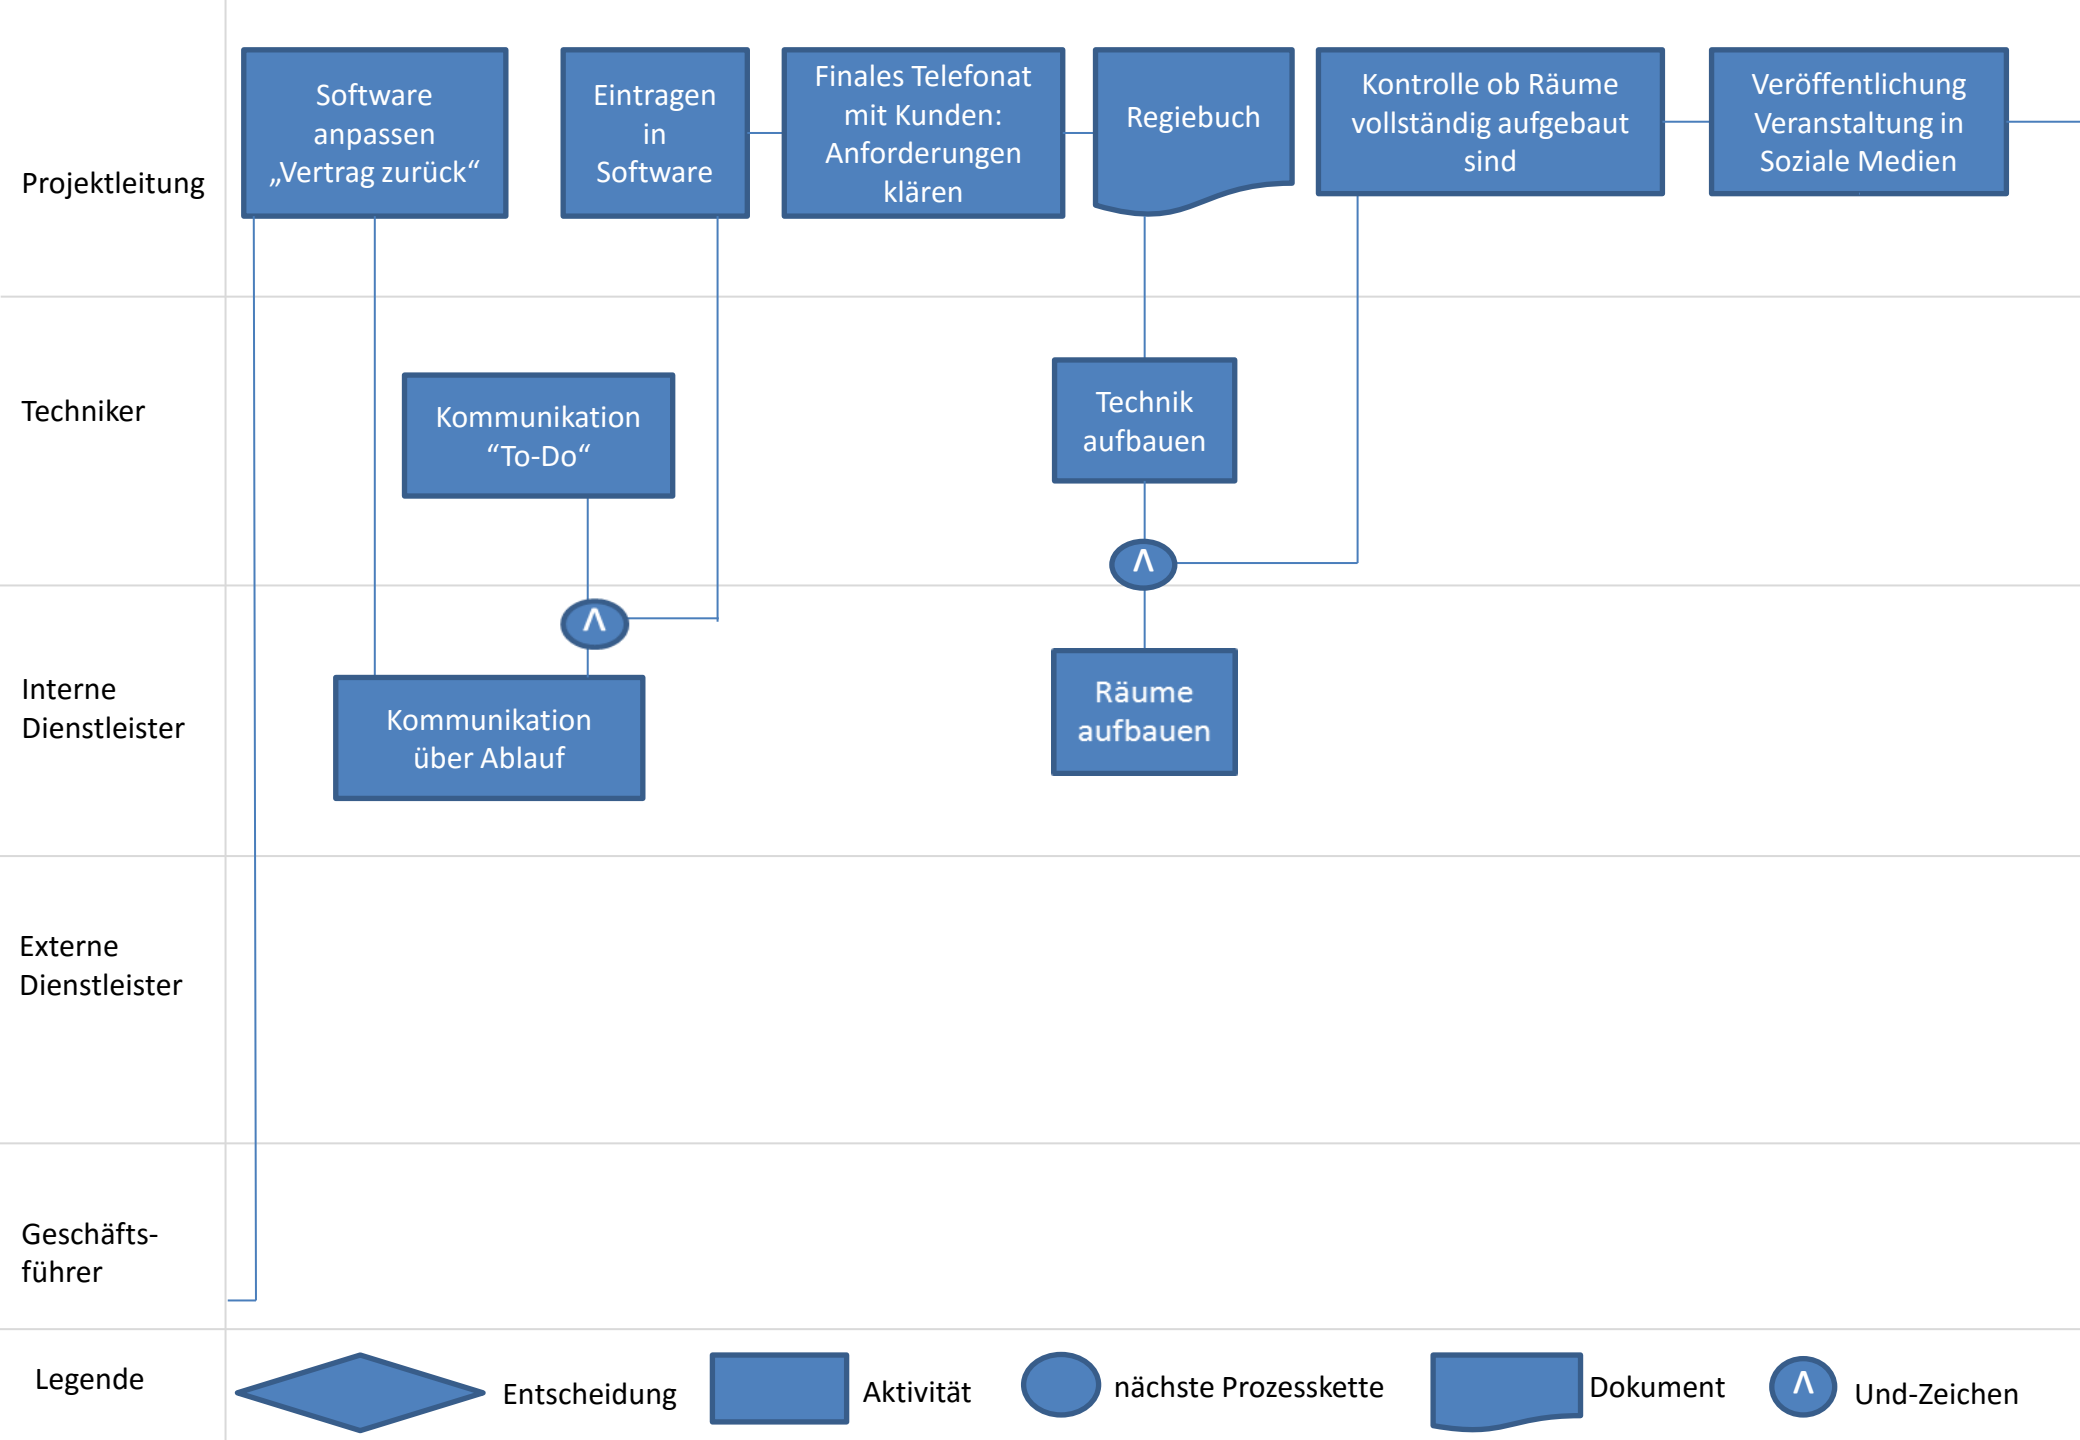 Projektleitung
Software
anpassen
„Vertrag zurück“
Eintragen
in
Software
Finales Telefonat
mit Kunden:
Anforderungen
klären
Regiebuch
Kontrolle ob Räume
vollständig aufgebaut
sind
Veröffentlichung
Veranstaltung in
Soziale Medien
Techniker
Kommunikation
“To-Do“
Technik
aufbauen
Λ
Interne
Dienstleister
Λ
Kommunikation
über Ablauf
Räume
aufbauen
Externe
Dienstleister
Geschäfts-
führer
Legende
Entscheidung
Aktivität
nächste Prozesskette
Dokument
Λ
Und-Zeichen